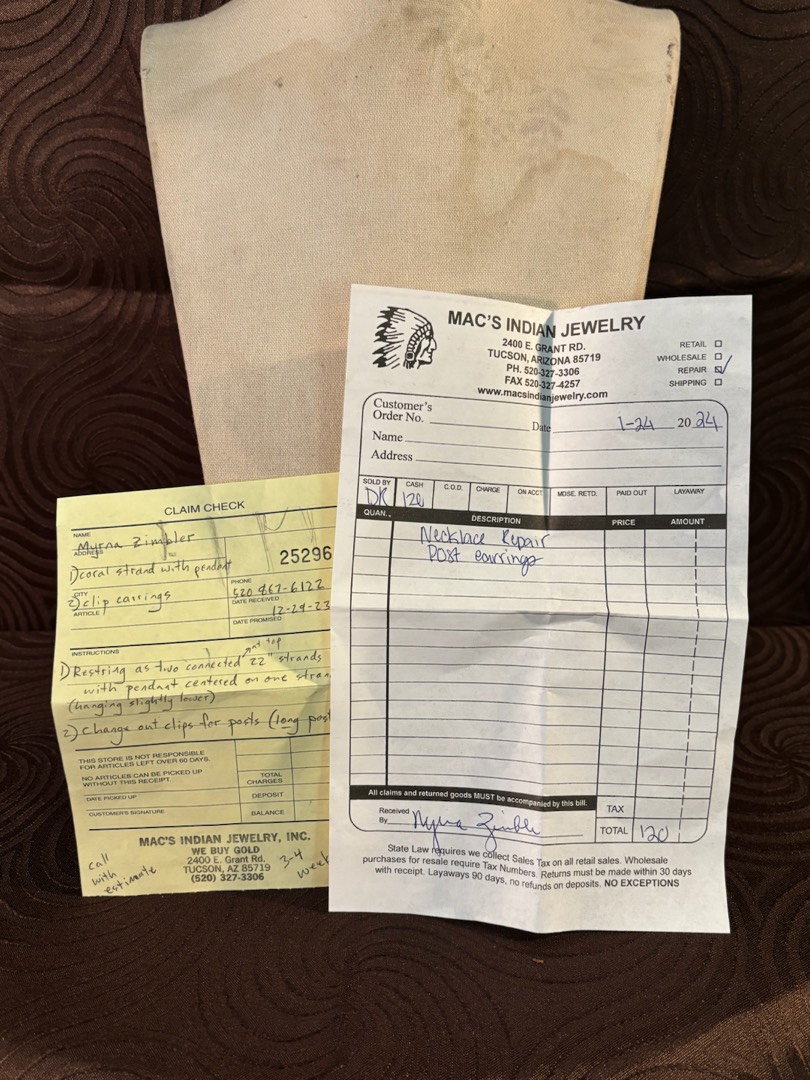 CLAIM CHECK
NAME
Myrna Zimbler
ADDRESS
1) coral strand with pendant
25296
CITY
2) clip earrings
PHONE
520 867-6122
ARTICLE
DATE RECEIVED
12-29-23
DATE PROMISED
INSTRUCTIONS
at top
1) Restring as two connected 22" strands
with pendant centered on one stran
(hanging slightly lower)
2) Change out clips for posts (long post
THIS STORE IS NOT RESPONSIBLE
FOR ARTICLES LEFT OVER 60 DAYS.
NO ARTICLES CAN BE PICKED UP
WITHOUT THIS RECEIPT.
TOTAL
CHARGES
DATE PICKED UP
DEPOSIT
CUSTOMER'S SIGNATURE
BALANCE
MAC'S INDIAN JEWELRY, INC.
WE BUY GOLD
2400 E. Grant Rd.
TUCSON, AZ 85719
(520) 327-3306
call
with
estimate
3-4
week
MAC'S INDIAN JEWELRY
2400 E. GRANT RD.
TUCSON, ARIZONA 85719
PH. 520-327-3306
FAX 520-327-4257
www.macsindianjewelry.com
RETAIL
WHOLESALE
REPAIR
SHIPPING
Customer's
Order No.
Date 1-24 2024
Name
Address
SOLD BY CASH C.O.D. CHARGE ON ACCT. MDSE. RETD. PAID OUT LAYAWAY
DR 120
QUAN. DESCRIPTION PRICE AMOUNT
Necklace Repair
Post earrings
All claims and returned goods MUST be accompanied by this bill.
TAX
Received
By Myrna Zimble
TOTAL 120
State Law requires we collect Sales Tax on all retail sales. Wholesale
purchases for resale require Tax Numbers. Returns must be made within 30 days
with receipt. Layaways 90 days, no refunds on deposits. NO EXCEPTIONS